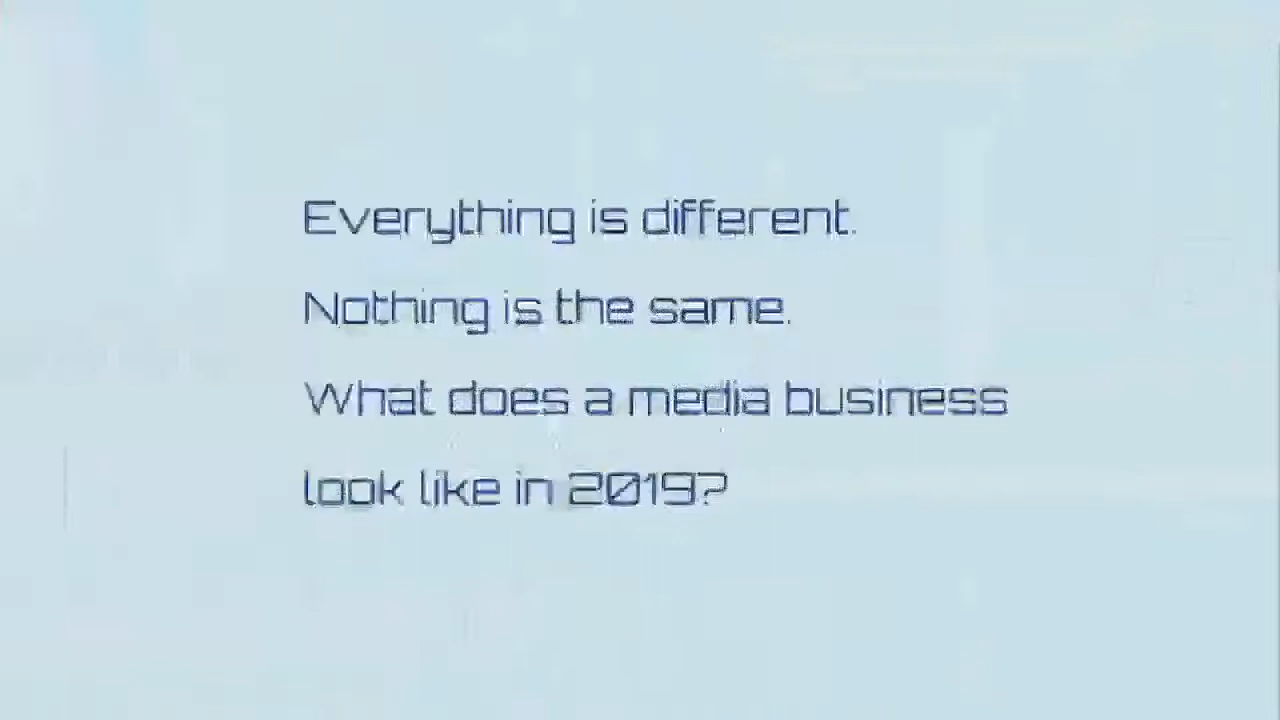 Everything is different.
Nothing is the same.
What does a media business
look like in 2019?